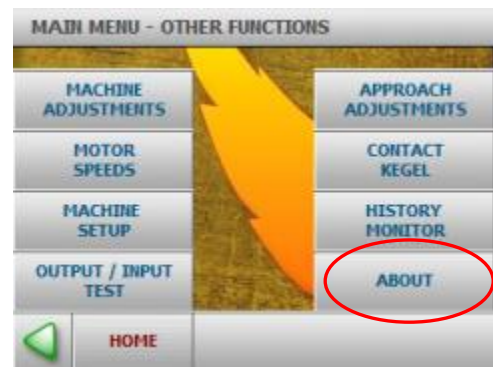 MAIN MENU - OTHER FUNCTIONS
MACHINE
ADJUSTMENTS
APPROACH
ADJUSTMENTS
MOTOR
SPEEDS
CONTACT
KEGEL
MACHINE
SETUP
HISTORY
MONITOR
OUTPUT / INPUT
TEST
ABOUT
HOME